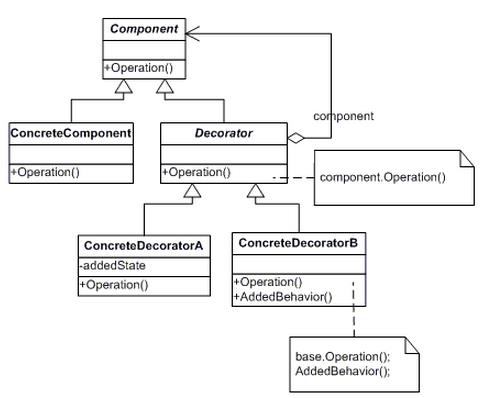 Component
+Operation()
component
ConcreteComponent
+Operation()
Decorator
+Operation()
component.Operation()
ConcreteDecoratorA
-addedState
+Operation()
ConcreteDecoratorB
+Operation()
+AddedBehavior()
base.Operation();
AddedBehavior();